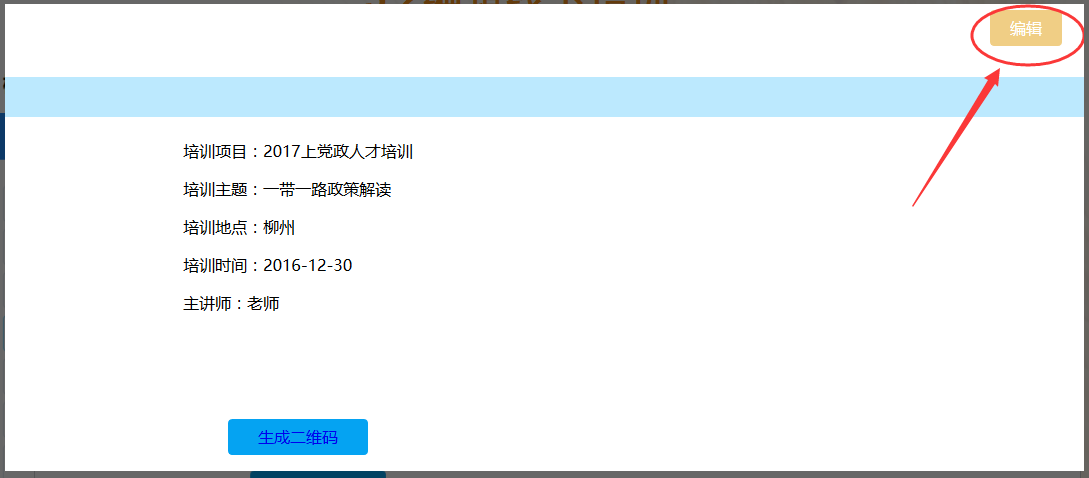 编辑
培训项目：2017上党政人才培训
培训主题：一带一路政策解读
培训地点：柳州
培训时间：2016-12-30
主讲师：老师
生成二维码